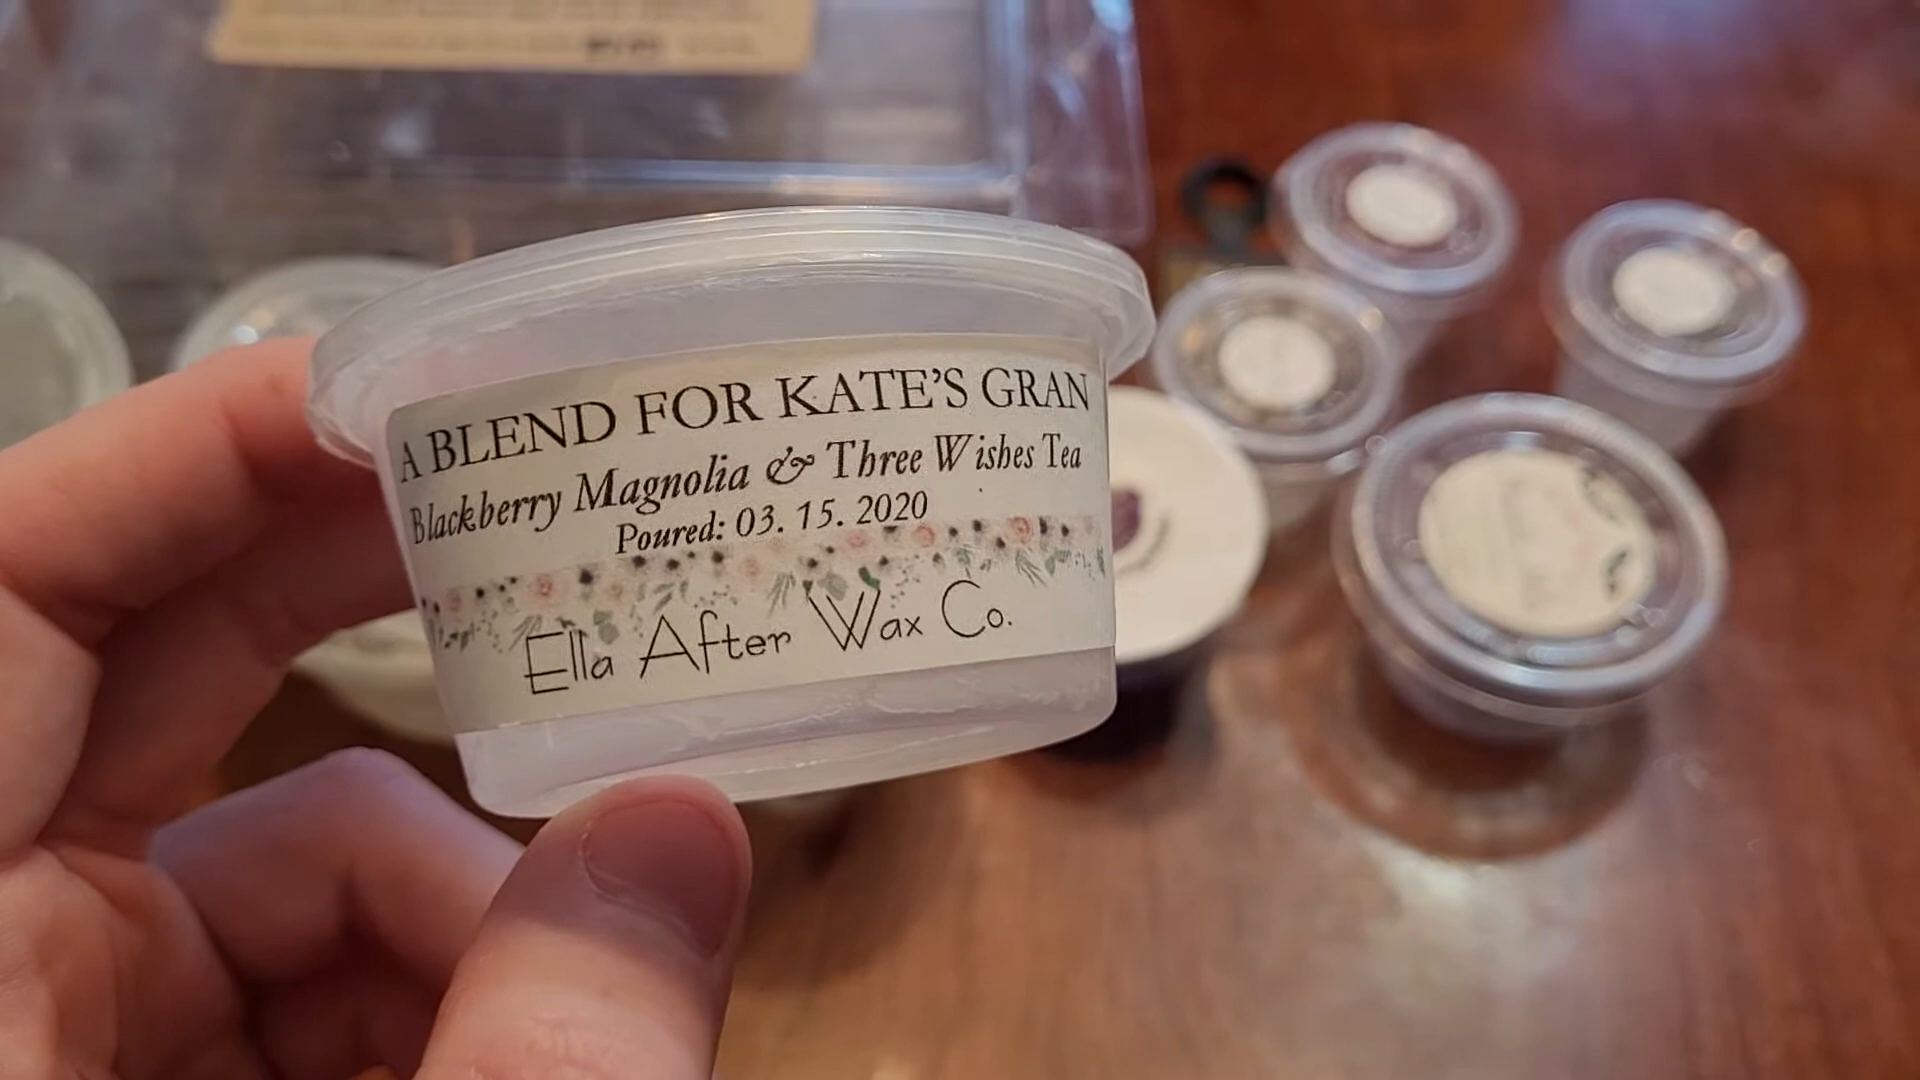 A BLEND FOR KATE'S GRAN
Blackberry Magnolia & Three Wishes Tea
Poured: 03. 15. 2020
Ella After Wax Co.